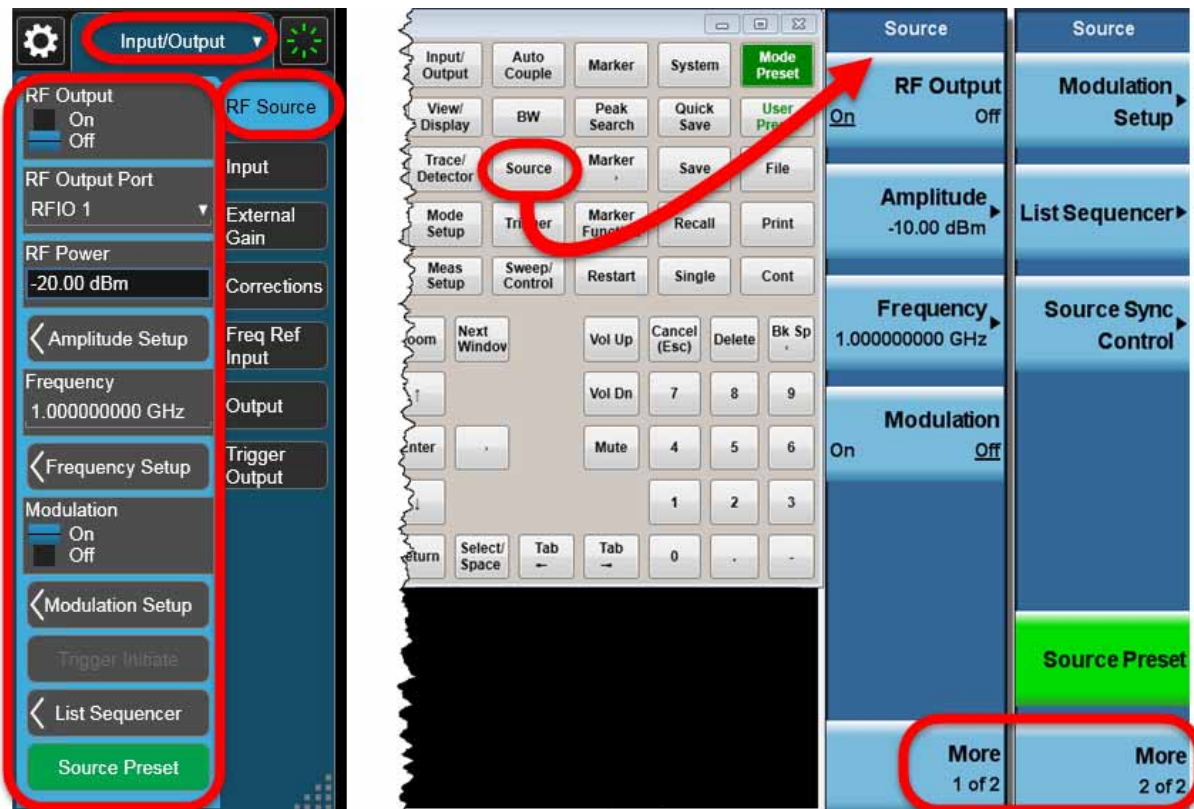 Input/Output
RF Output
On
Off
RF Output Port
RFIO 1
RF Power
-20.00 dBm
Amplitude Setup
Frequency
1.000000000 GHz
Frequency Setup
Modulation
On
Off
Modulation Setup
Trigger Initiate
List Sequencer
Source Preset
RF Source
Input
External
Gain
Corrections
Freq Ref
Input
Output
Trigger
Output
Input/
Output
Auto
Couple
Marker
System
Mode
Preset
View/
Display
BW
Peak
Search
Quick
Save
User
Trace/
Detector
Source
Marker
Save
File
Mode
Setup
Marker
Recall
Print
Meas
Setup
Sweep/
Control
Restart
Single
Cont
Next
Window
Vol Up
Cancel
(Esc)
Delete
Bk Sp
Vol Dn
7
8
9
Mute
4
5
6
1
2
3
Select/
Space
Tab
←
Tab
→
0
.
-
Source
RF Output
On Off
Amplitude
-10.00 dBm
Frequency
1.000000000 GHz
Modulation
On Off
More
1 of 2
Source
Modulation
Setup
List Sequencer
Source Sync
Control
Source Preset
More
2 of 2